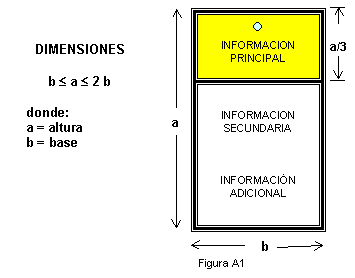 DIMENSIONES
b ≤ a ≤ 2 b
donde:
a = altura
b = base
INFORMACION
PRINCIPAL
a/3
a
INFORMACION
SECUNDARIA
INFORMACIÓN
ADICIONAL
b
Figura A1